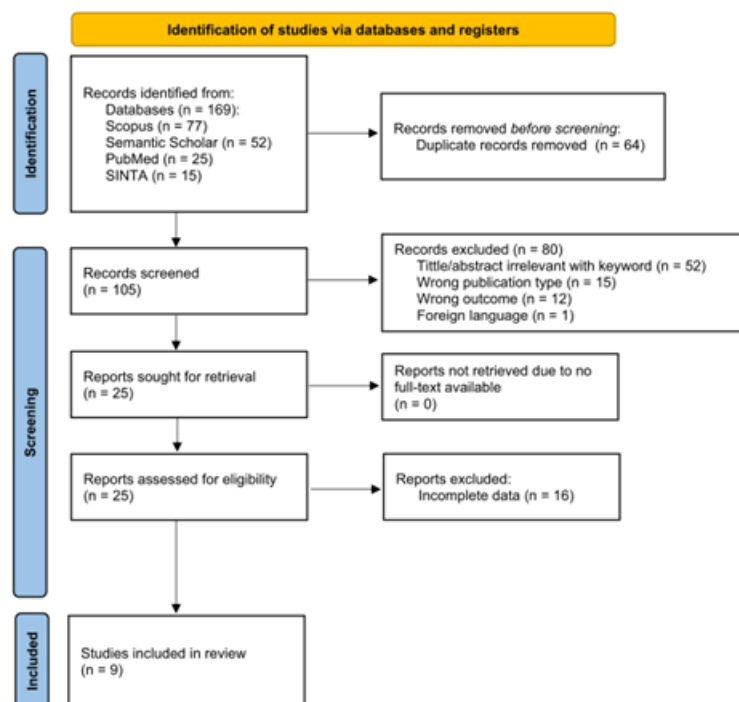 Identification of studies via databases and registers
Identification
Records identified from:
Databases (n = 169):
Scopus (n = 77)
Semantic Scholar (n = 52)
PubMed (n = 25)
SINTA (n = 15)
Records removed before screening:
Duplicate records removed (n = 64)
Screening
Records screened
(n = 105)
Records excluded (n = 80)
Tittle/abstract irrelevant with keyword (n = 52)
Wrong publication type (n = 15)
Wrong outcome (n = 12)
Foreign language (n = 1)
Reports sought for retrieval
(n = 25)
Reports not retrieved due to no
full-text available
(n = 0)
Reports assessed for eligibility
(n = 25)
Reports excluded:
Incomplete data (n = 16)
Included
Studies included in review
(n = 9)